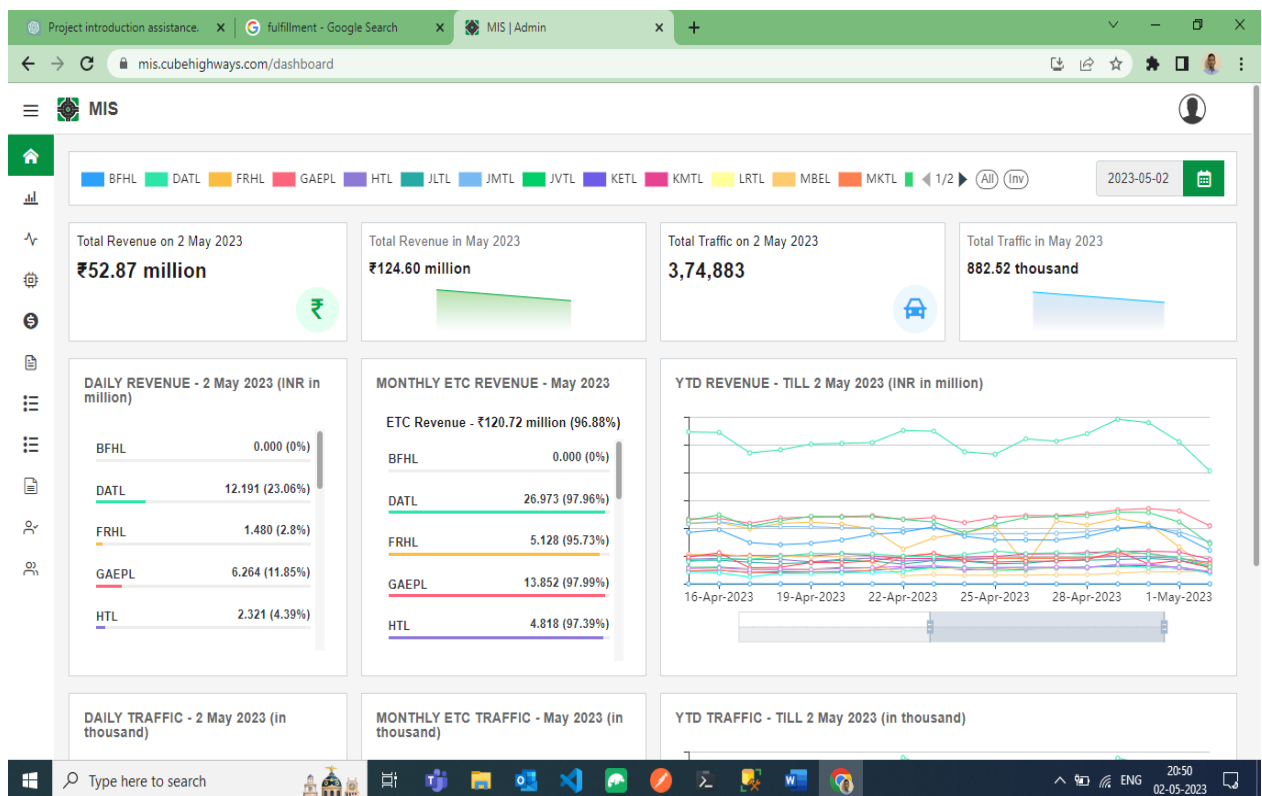 Project introduction assistance.
fulfillment - Google Search
MIS | Admin
mis.cubehighways.com/dashboard
MIS
BFHL DATL FRHL GAEPL HTL JLTL JMTL JVTL KETL KMTL LRTL MBEL MKTL 1/2 All Inv
2023-05-02
Total Revenue on 2 May 2023
₹52.87 million
Total Revenue in May 2023
₹124.60 million
Total Traffic on 2 May 2023
3,74,883
Total Traffic in May 2023
882.52 thousand
DAILY REVENUE - 2 May 2023 (INR in
million)
BFHL 0.000 (0%)
DATL 12.191 (23.06%)
FRHL 1.480 (2.8%)
GAEPL 6.264 (11.85%)
HTL 2.321 (4.39%)
MONTHLY ETC REVENUE - May 2023
ETC Revenue - ₹120.72 million (96.88%)
BFHL 0.000 (0%)
DATL 26.973 (97.96%)
FRHL 5.128 (95.73%)
GAEPL 13.852 (97.99%)
HTL 4.818 (97.39%)
YTD REVENUE - TILL 2 May 2023 (INR in million)
16-Apr-2023 19-Apr-2023 22-Apr-2023 25-Apr-2023 28-Apr-2023 1-May-2023
DAILY TRAFFIC - 2 May 2023 (in
thousand)
MONTHLY ETC TRAFFIC - May 2023 (in
thousand)
YTD TRAFFIC - TILL 2 May 2023 (in thousand)
Type here to search
ENG
20:50
02-05-2023